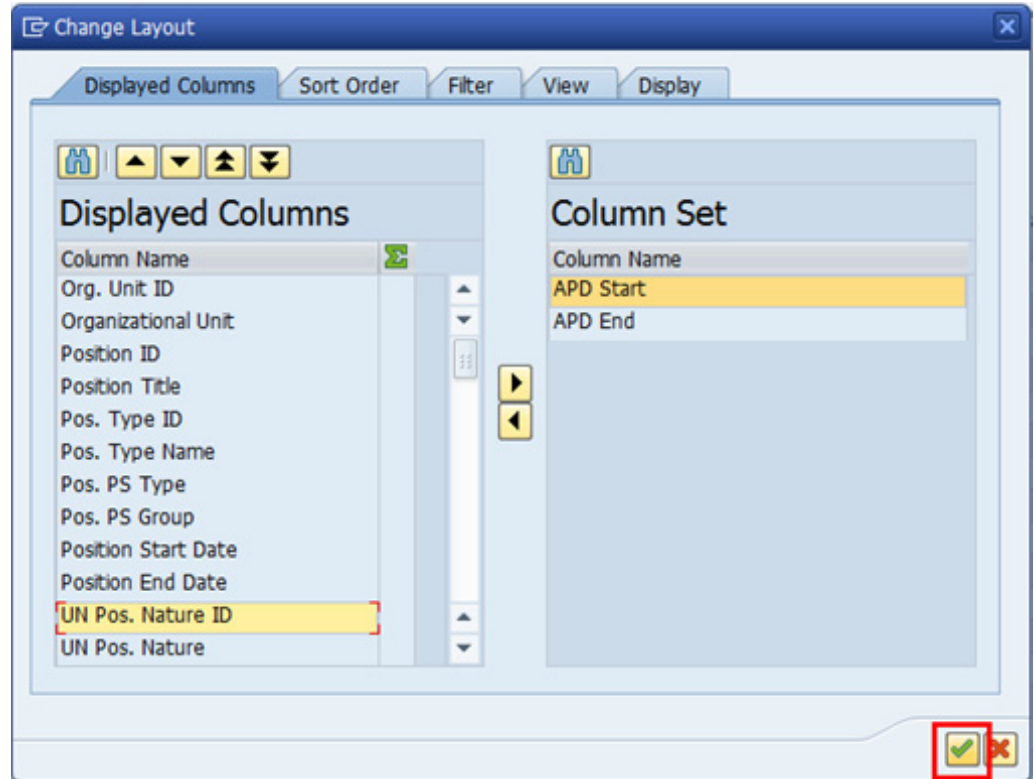 Change Layout
Displayed Columns Sort Order Filter View Display
Displayed Columns
Column Name
Org. Unit ID
Organizational Unit
Position ID
Position Title
Pos. Type ID
Pos. Type Name
Pos. PS Type
Pos. PS Group
Position Start Date
Position End Date
UN Pos. Nature ID
UN Pos. Nature
Column Set
Column Name
APD Start
APD End